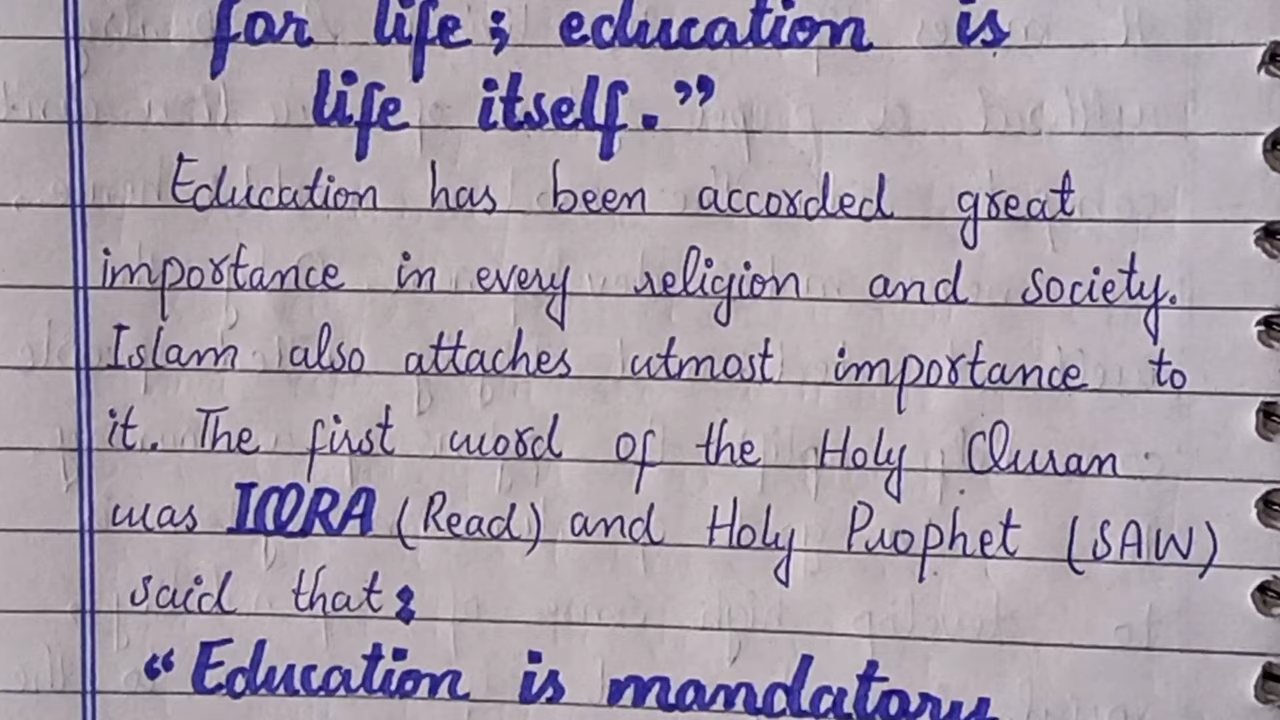 for life; education is
life itself.”
Education has been accorded great
importance in every religion and society.
Islam also attaches utmost importance to
it. The first word of the Holy Quran
was IQRA (Read) and Holy Prophet (SAW)
said that:
“Education is mandatory